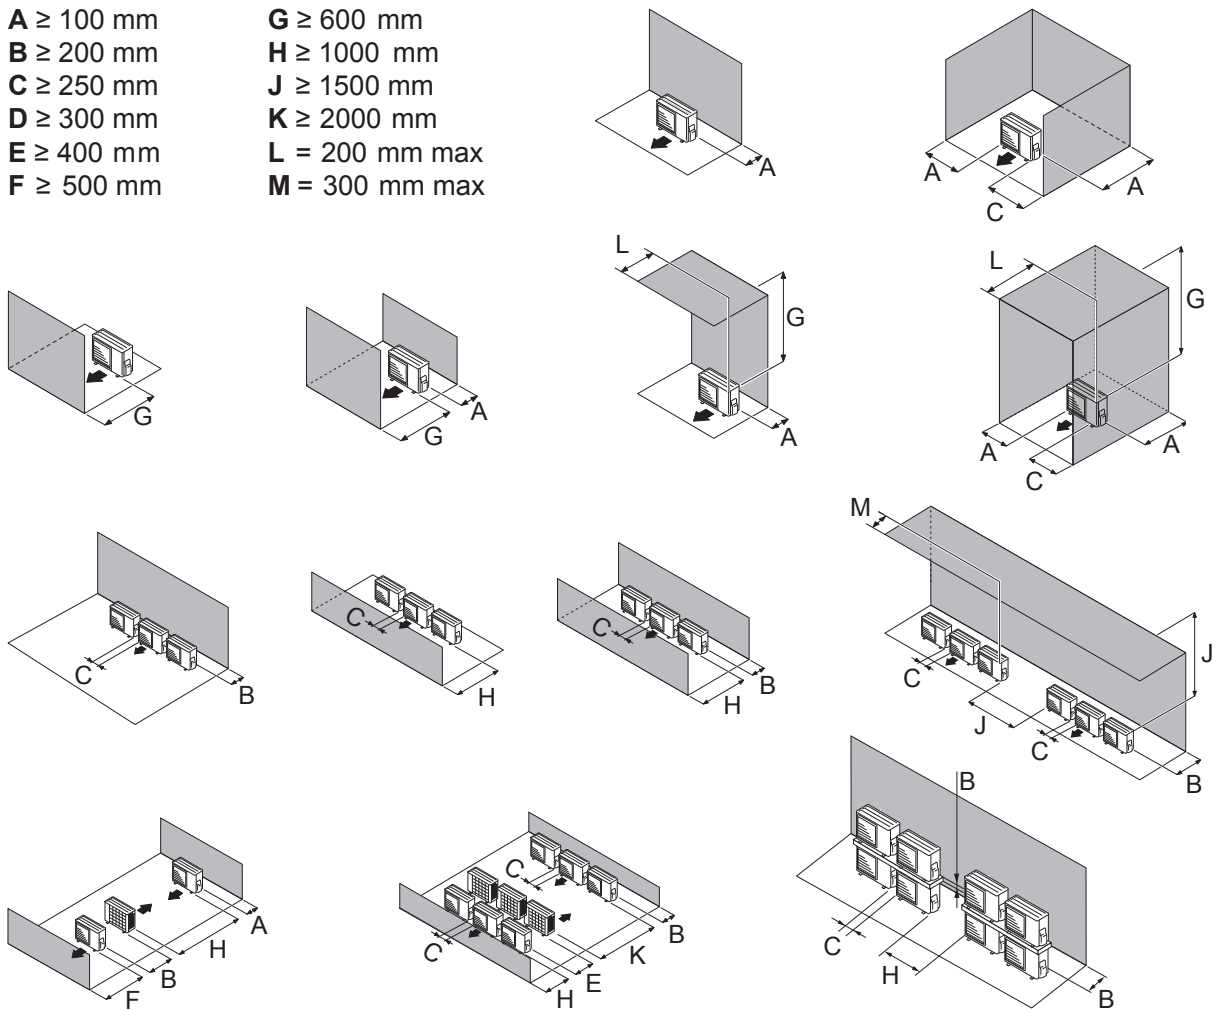 A ≥ 100 mm
B ≥ 200 mm
C ≥ 250 mm
D ≥ 300 mm
E ≥ 400 mm
F ≥ 500 mm
G ≥ 600 mm
H ≥ 1000 mm
J ≥ 1500 mm
K ≥ 2000 mm
L = 200 mm max
M = 300 mm max
A
A
C
A
G
G
A
L
G
A
L
G
A
C
A
C
B
C
H
C
H
B
M
J
C
J
C
B
F
B
H
A
C
C
H
E
K
B
B
C
H
B